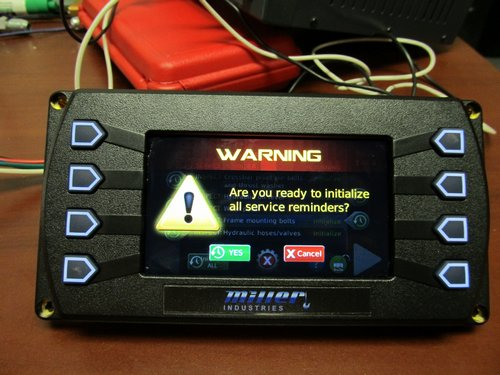 WARNING
Are you ready to initialize
all service reminders?
Frame mounting bolts
Hydraulic hoses/valves initialize
YES
Cancel
ALL
miller
INDUSTRIES